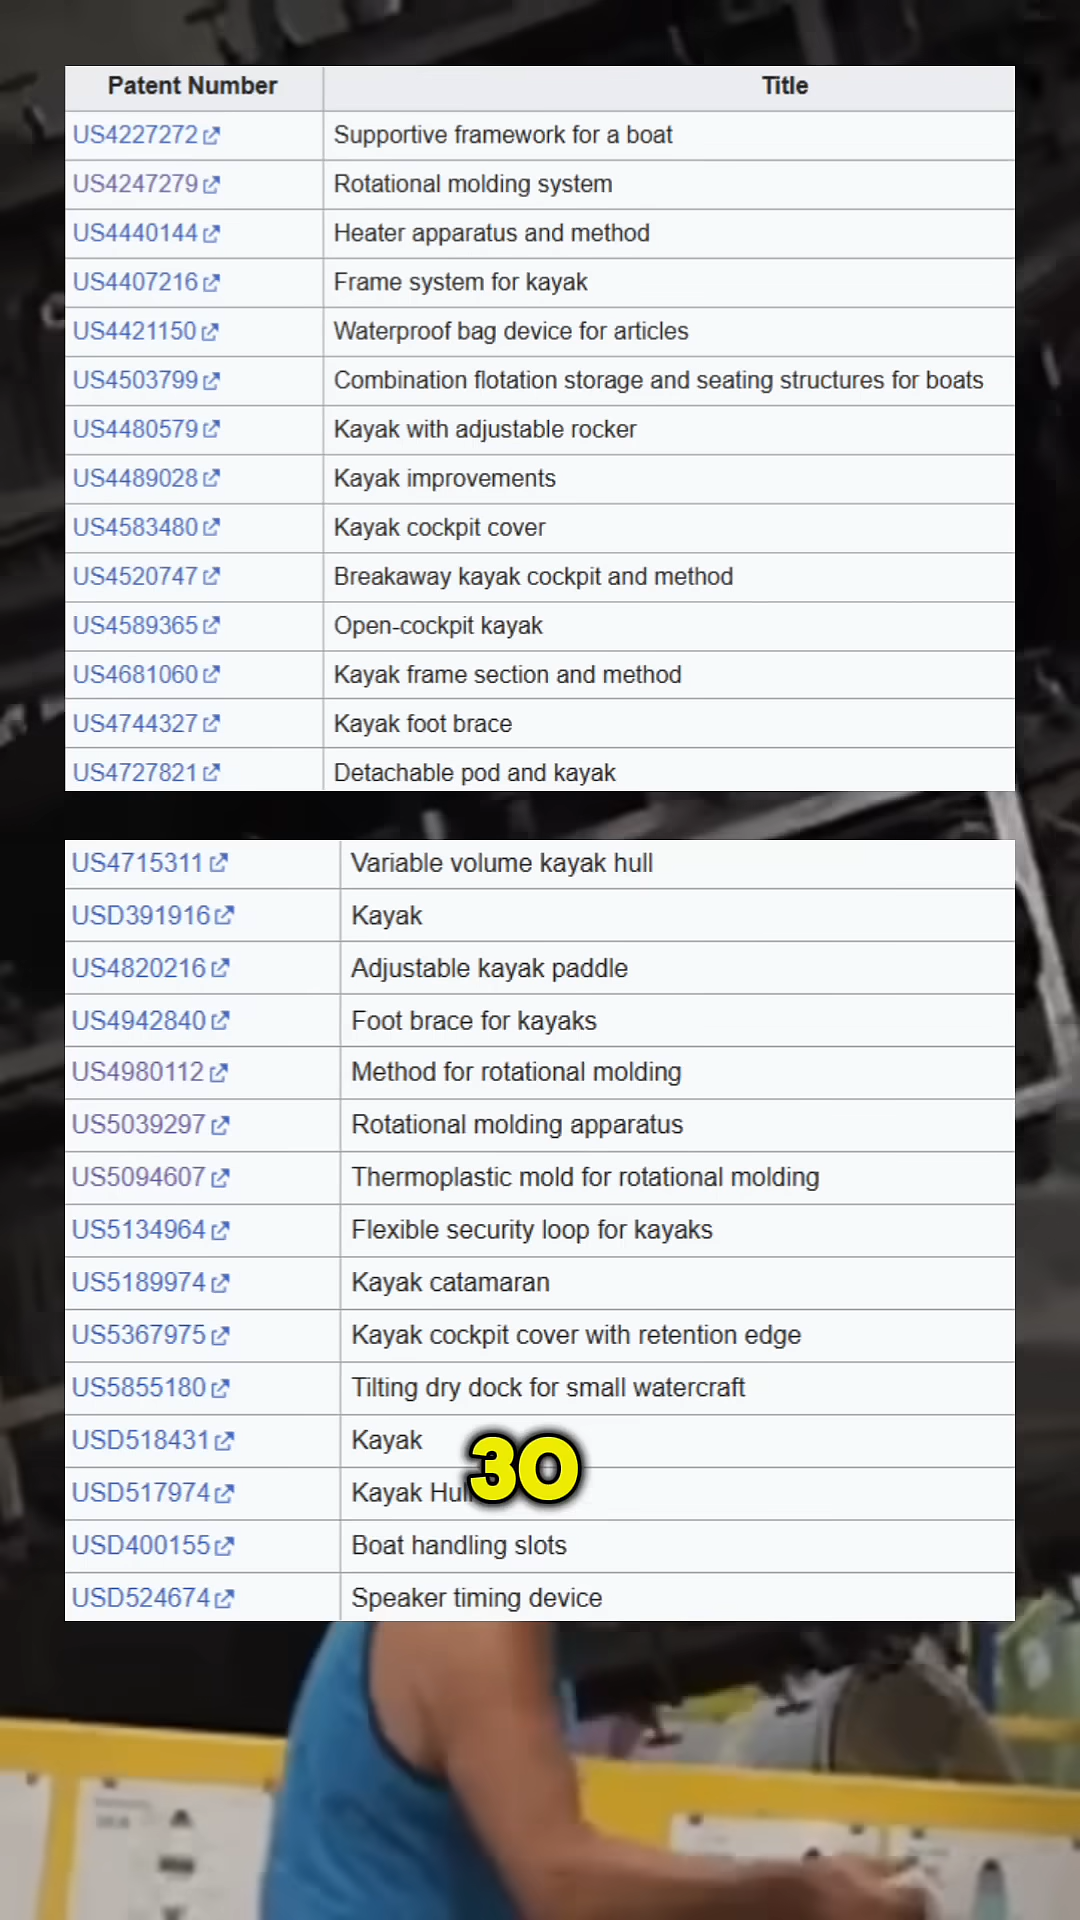 Patent Number Title
US4227272 Supportive framework for a boat
US4247279 Rotational molding system
US4440144 Heater apparatus and method
US4407216 Frame system for kayak
US4421150 Waterproof bag device for articles
US4503799 Combination flotation storage and seating structures for boats
US4480579 Kayak with adjustable rocker
US4489028 Kayak improvements
US4583480 Kayak cockpit cover
US4520747 Breakaway kayak cockpit and method
US4589365 Open-cockpit kayak
US4681060 Kayak frame section and method
US4744327 Kayak foot brace
US4727821 Detachable pod and kayak
US4715311 Variable volume kayak hull
USD391916 Kayak
US4820216 Adjustable kayak paddle
US4942840 Foot brace for kayaks
US4980112 Method for rotational molding
US5039297 Rotational molding apparatus
US5094607 Thermoplastic mold for rotational molding
US5134964 Flexible security loop for kayaks
US5189974 Kayak catamaran
US5367975 Kayak cockpit cover with retention edge
US5855180 Tilting dry dock for small watercraft
USD518431 Kayak
30
USD517974 Kayak Hull
USD400155 Boat handling slots
USD524674 Speaker timing device